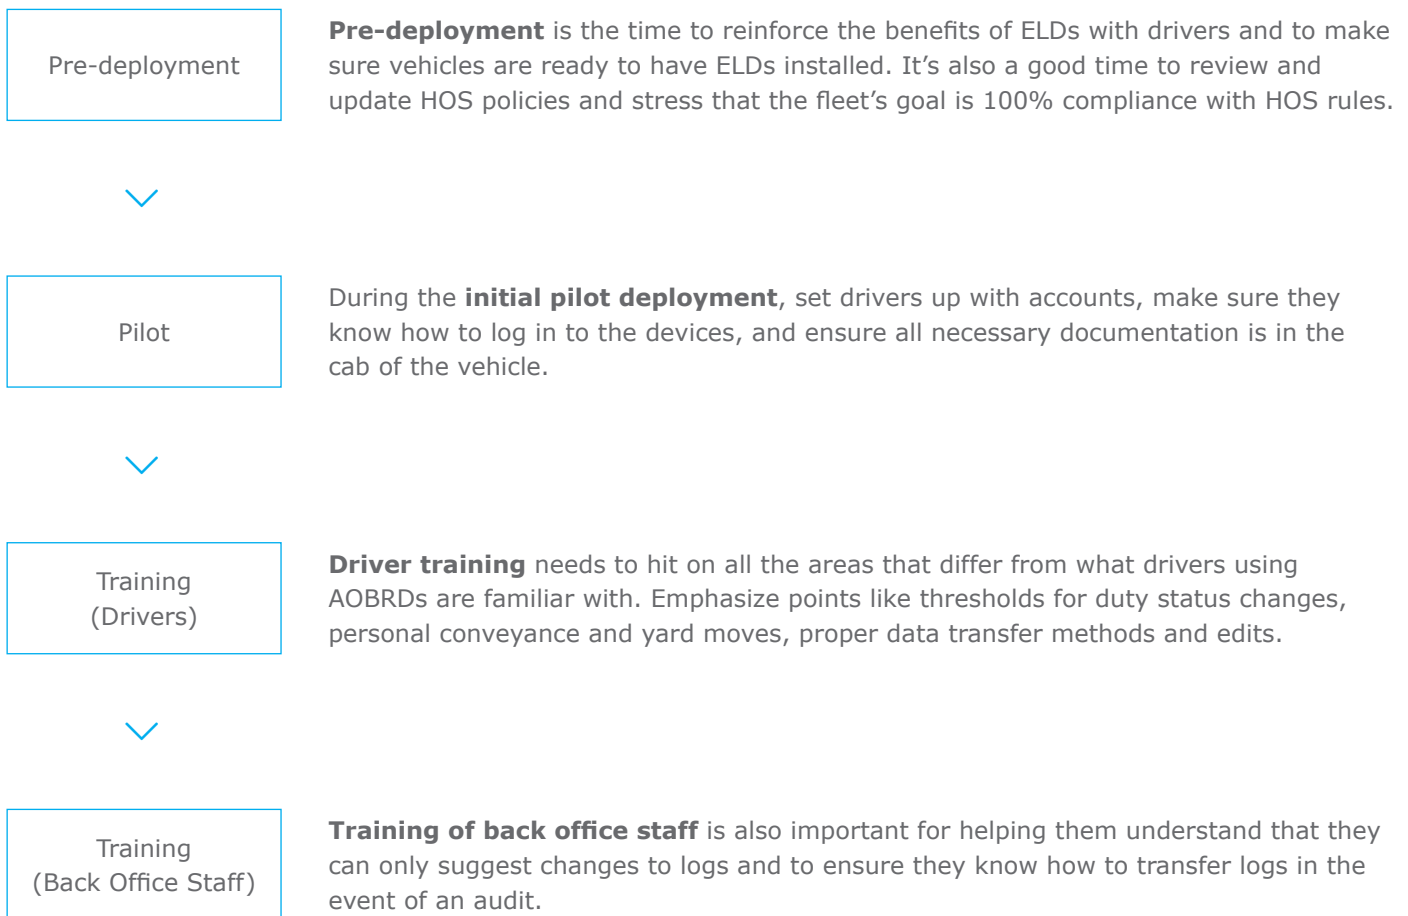 Pre-deployment
Pre-deployment is the time to reinforce the benefits of ELDs with drivers and to make
sure vehicles are ready to have ELDs installed. It’s also a good time to review and
update HOS policies and stress that the fleet’s goal is 100% compliance with HOS rules.
Pilot
During the initial pilot deployment, set drivers up with accounts, make sure they
know how to log in to the devices, and ensure all necessary documentation is in the
cab of the vehicle.
Training
(Drivers)
Driver training needs to hit on all the areas that differ from what drivers using
AOBRDs are familiar with. Emphasize points like thresholds for duty status changes,
personal conveyance and yard moves, proper data transfer methods and edits.
Training
(Back Office Staff)
Training of back office staff is also important for helping them understand that they
can only suggest changes to logs and to ensure they know how to transfer logs in the
event of an audit.